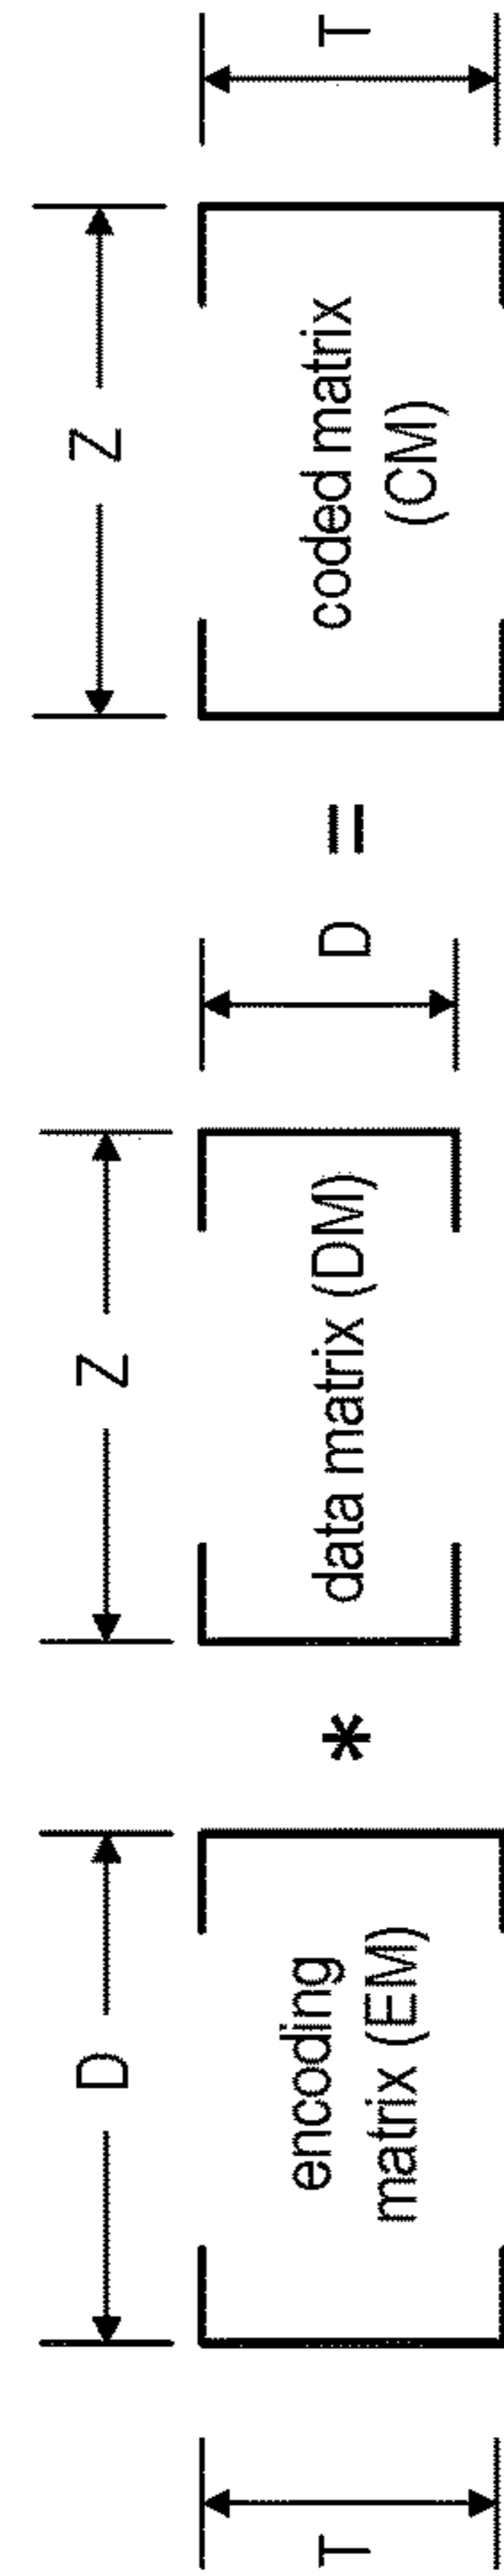 T
D
encoding
matrix (EM)
*
Z
data matrix (DM)
D
=
Z
coded matrix
(CM)
T